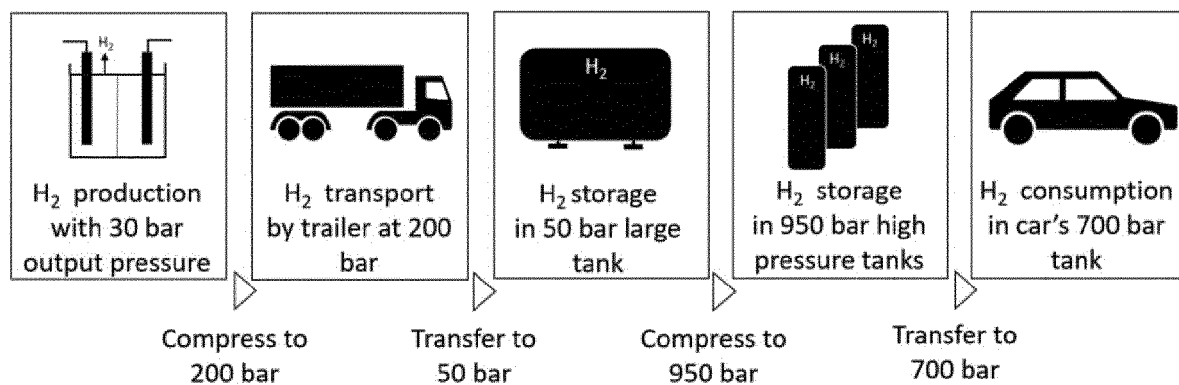 H₂
H₂ production
with 30 bar
output pressure
H₂ transport
by trailer at 200
bar
H₂
H₂ storage
in 50 bar large
tank
H₂
H₂
H₂
H₂ storage
in 950 bar high
pressure tanks
H₂ consumption
in car's 700 bar
tank
Compress to
200 bar
Transfer to
50 bar
Compress to
950 bar
Transfer to
700 bar